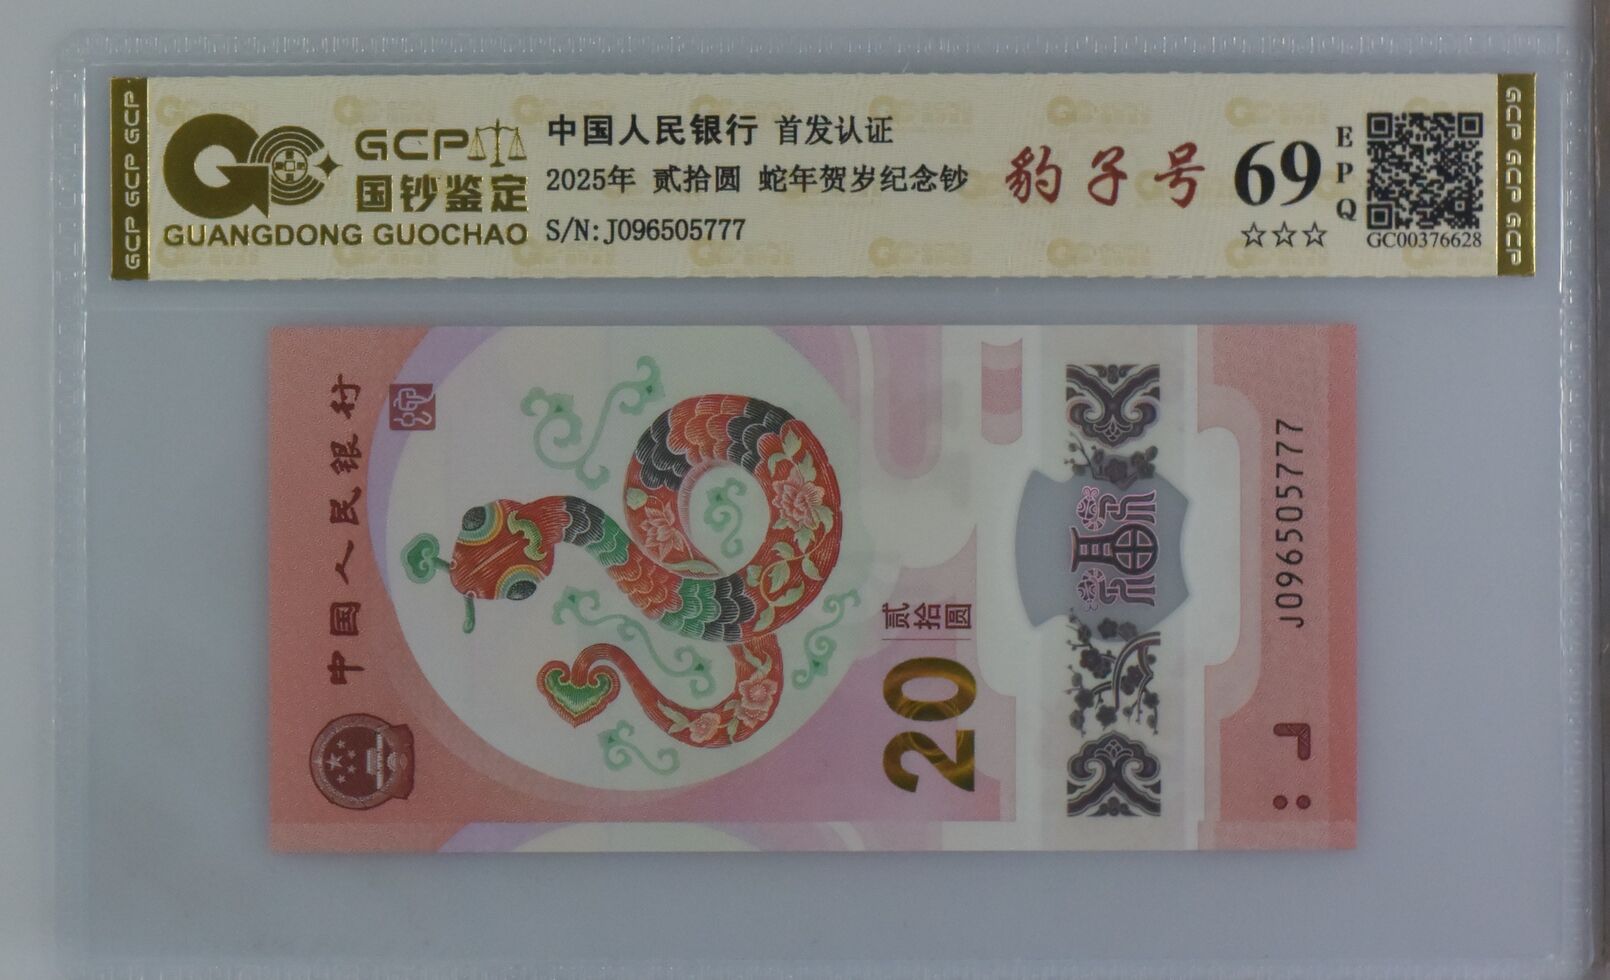 GCP GCP GCP
GCP
国钞鉴定
GUANGDONG GUOCHAO
中国人民银行 首发认证
2025年 贰拾圆 蛇年贺岁纪念钞
S/N:J096505777
豹子号
69
EPQ
☆☆☆
GC00376628
GCP GCP GCP
中国人民银行
贰拾圆
20
J096505777